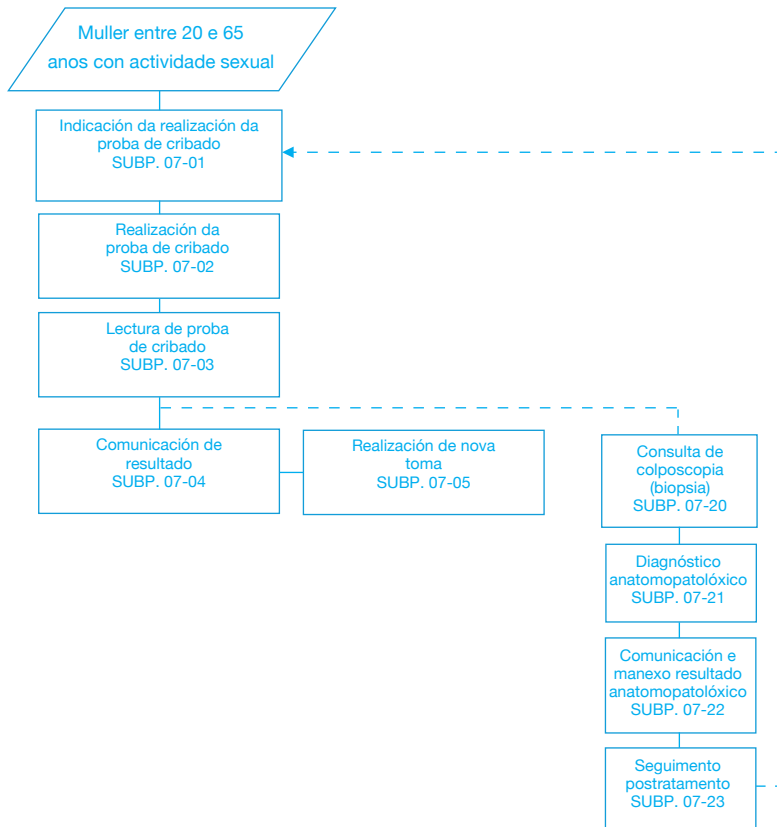 Muller entre 20 e 65
anos con actividade sexual
Indicación da realización da
proba de cribado
SUBP. 07-01
Realización da
proba de cribado
SUBP. 07-02
Lectura de proba
de cribado
SUBP. 07-03
Comunicación de
resultado
SUBP. 07-04
Realización de nova
toma
SUBP. 07-05
Consulta de
colposcopia
(biopsia)
SUBP. 07-20
Diagnóstico
anatomopatolóxico
SUBP. 07-21
Comunicación e
manexo resultado
anatomopatolóxico
SUBP. 07-22
Seguimento
postratamento
SUBP. 07-23